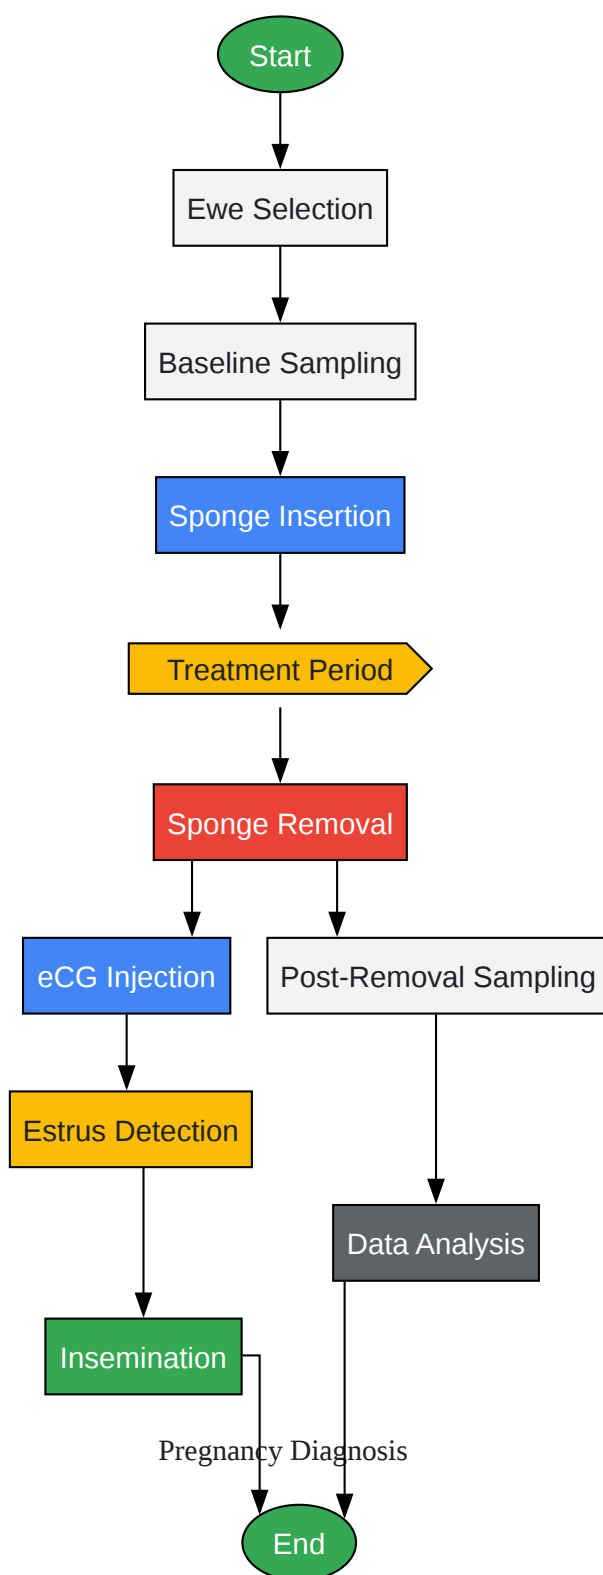 Start
Ewe Selection
Baseline Sampling
Sponge Insertion
Treatment Period
Sponge Removal
eCG Injection
Post-Removal Sampling
Estrus Detection
Data Analysis
Insemination
Pregnancy Diagnosis
End